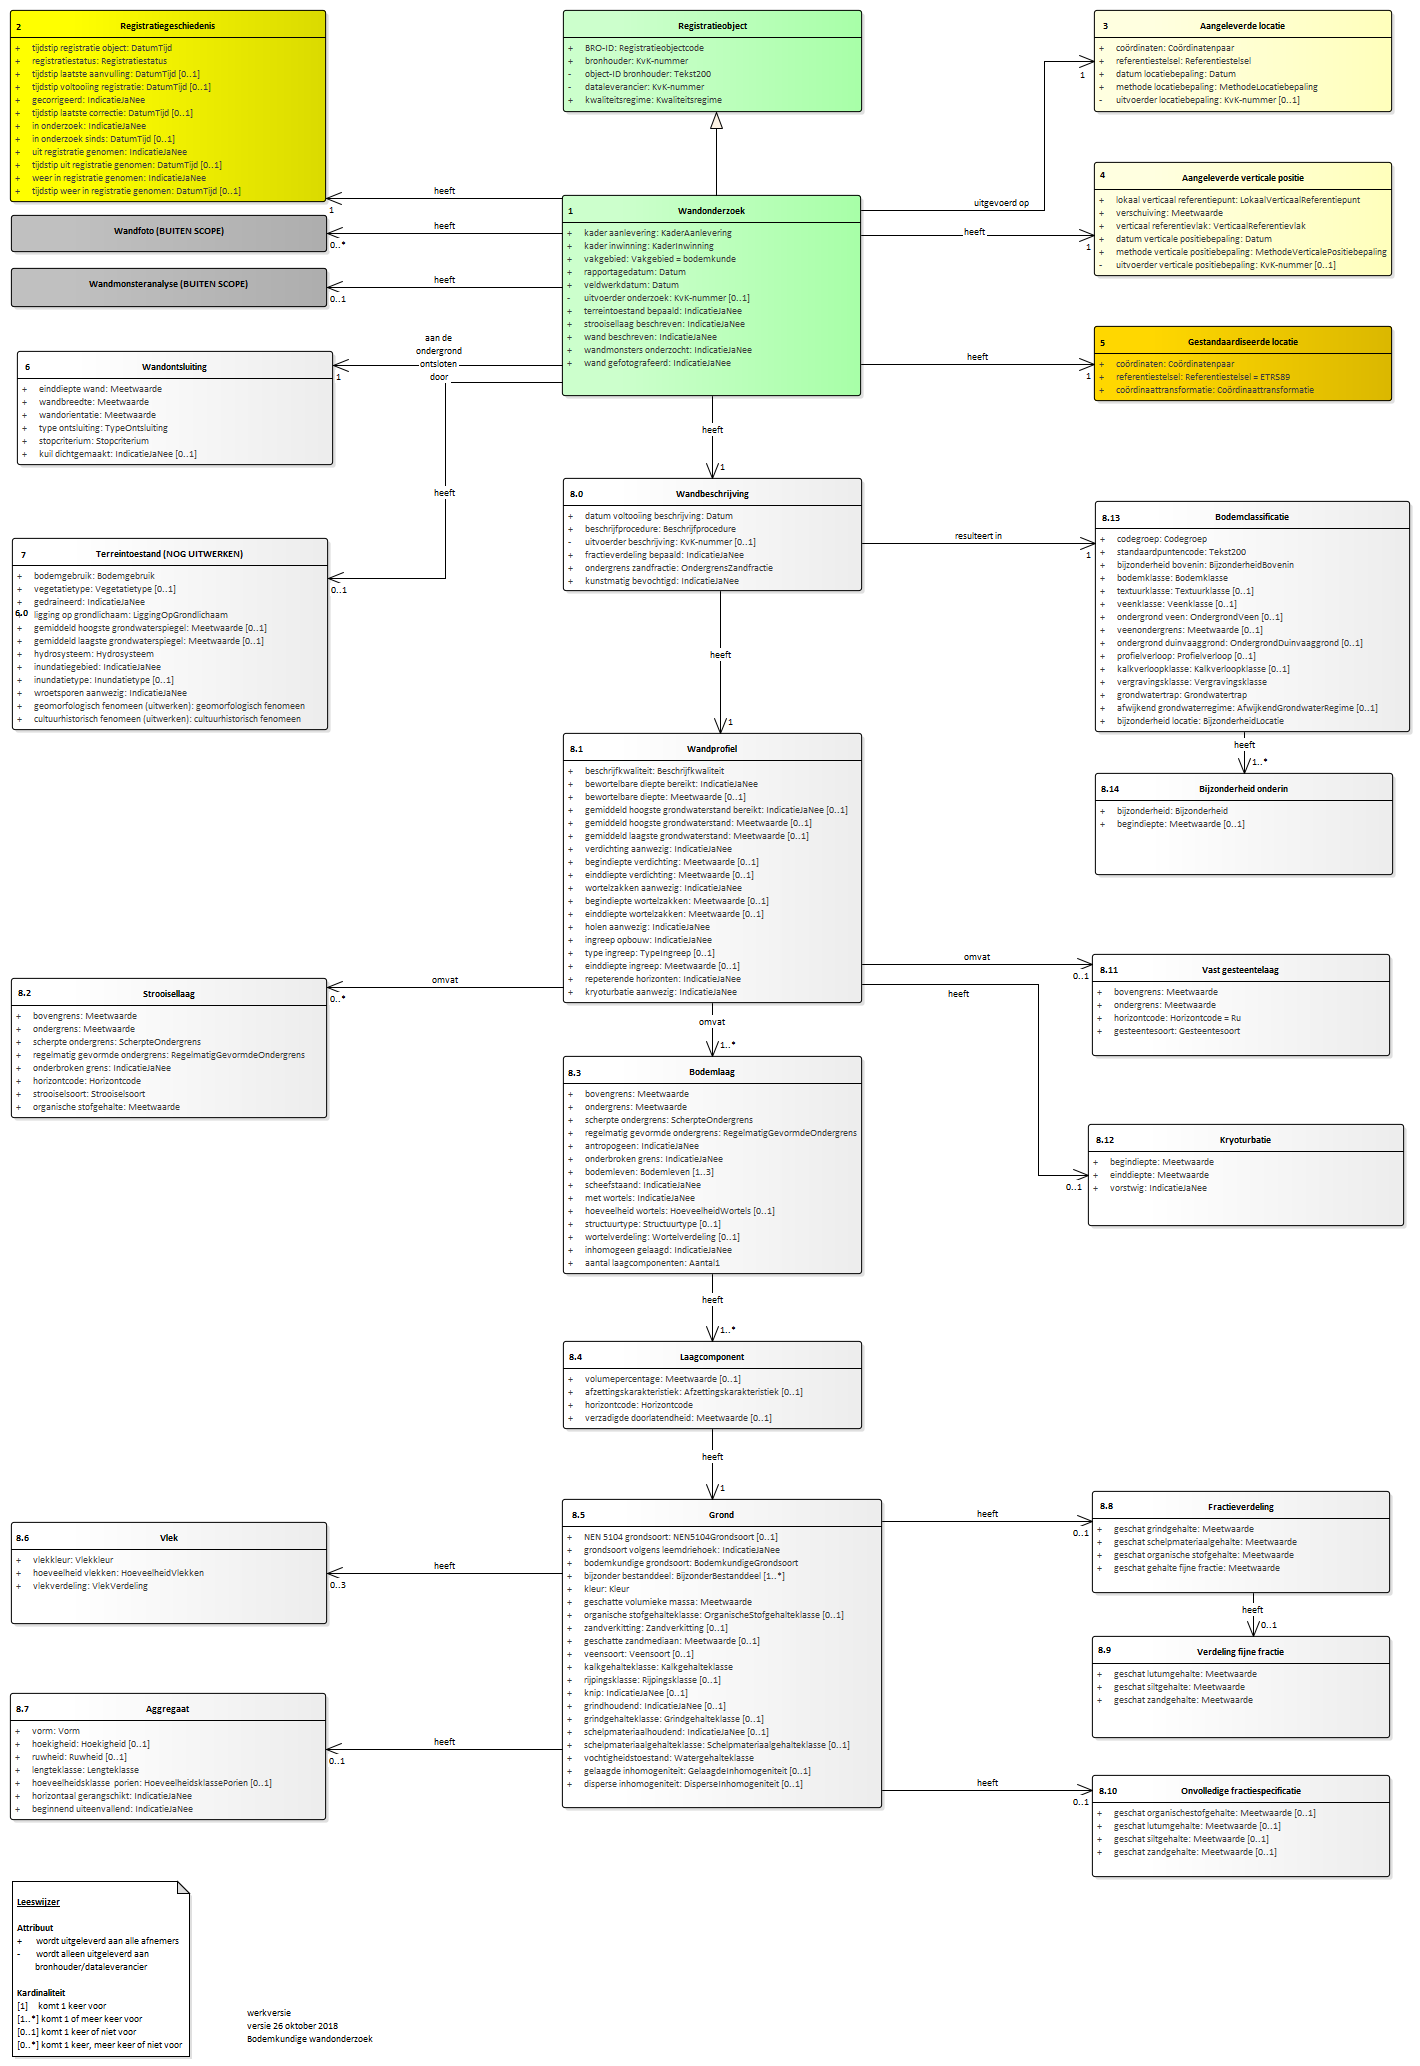 2 Registratiegeschiedenis
+ tijdstip registratie object: DatumTijd
+ registratiestatus: Registratiestatus
+ tijdstip laatste aanvulling: DatumTijd [0..1]
+ tijdstip voltooiing registratie: DatumTijd [0..1]
+ gecorrigeerd: IndicatieJaNee
+ tijdstip laatste correctie: DatumTijd [0..1]
+ in onderzoek: IndicatieJaNee
+ in onderzoek sinds: DatumTijd [0..1]
+ uit registratie genomen: IndicatieJaNee
+ tijdstip uit registratie genomen: DatumTijd [0..1]
+ weer in registratie genomen: IndicatieJaNee
+ tijdstip weer in registratie genomen: DatumTijd [0..1]
Registratieobject
+ BRO-ID: Registratieobjectcode
+ bronhouder: KvK-nummer
- object-ID bronhouder: Tekst200
- dataleverancier: KvK-nummer
+ kwaliteitsregime: Kwaliteitsregime
3 Aangeleverde locatie
+ coördinaten: Coördinatenpaar
+ referentiestelsel: Referentiestelsel
+ datum locatiebepaling: Datum
+ methode locatiebepaling: MethodeLocatiebepaling
- uitvoerder locatiebepaling: KvK-nummer [0..1]
1
4 Aangeleverde verticale positie
+ lokaal verticaal referentiepunt: LokaalVerticaalReferentiepunt
+ verschuiving: Meetwaarde
+ verticaal referentievlak: VerticaalReferentievlak
+ datum verticale positiebepaling: Datum
+ methode verticale positiebepaling: MethodeVerticalePositiebepaling
- uitvoerder verticale positiebepaling: KvK-nummer [0..1]
heeft
1
uitgevoerd op
heeft
1
Wandfoto (BUITEN SCOPE)
heeft
0..*
Wandmonsteranalyse (BUITEN SCOPE)
heeft
0..1
1 Wandonderzoek
+ kader aanlevering: KaderAanlevering
+ kader inwinning: KaderInwinning
+ vakgebied: Vakgebied = bodemkunde
+ rapportagedatum: Datum
+ veldwerkdatum: Datum
- uitvoerder onderzoek: KvK-nummer [0..1]
+ terreintoestand bepaald: IndicatieJaNee
+ strooisellaag beschreven: IndicatieJaNee
+ wand beschreven: IndicatieJaNee
+ wandmonsters onderzocht: IndicatieJaNee
+ wand gefotografeerd: IndicatieJaNee
5 Gestandaardiseerde locatie
+ coördinaten: Coördinatenpaar
+ referentiestelsel: Referentiestelsel = ETRS89
+ coördinaattransformatie: Coördinaattransformatie
heeft
1
aan de
ondergrond
ontsloten
door
1
6 Wandontsluiting
+ einddiepte wand: Meetwaarde
+ wandbreedte: Meetwaarde
+ wandorientatie: Meetwaarde
+ type ontsluiting: TypeOntsluiting
+ stopcriterium: Stopcriterium
+ kuil dichtgemaakt: IndicatieJaNee [0..1]
heeft
1
heeft
0..1
8.0 Wandbeschrijving
+ datum voltooiing beschrijving: Datum
+ beschrijfprocedure: Beschrijfprocedure
- uitvoerder beschrijving: KvK-nummer [0..1]
+ fractieverdeling bepaald: IndicatieJaNee
+ ondergrens zandfractie: OndergrensZandfractie
+ kunstmatig bevochtigd: IndicatieJaNee
resulteert in
1
8.13 Bodemclassificatie
+ codegroep: Codegroep
+ standaardpuntencode: Tekst200
+ bijzonderheid bovenin: BijzonderheidBovenin
+ bodemklasse: Bodemklasse
+ textuurklasse: Textuurklasse [0..1]
+ veenklasse: Veenklasse [0..1]
+ ondergrond veen: OndergrondVeen [0..1]
+ veenondergrens: Meetwaarde [0..1]
+ ondergrond duinvaaggrond: OndergrondDuinvaaggrond [0..1]
+ profielverloop: Profielverloop [0..1]
+ kalkverloopklasse: Kalkverloopklasse [0..1]
+ vergravingsklasse: Vergravingsklasse
+ grondwatertrap: Grondwatertrap
+ afwijkend grondwaterregime: AfwijkendGrondwaterRegime [0..1]
+ bijzonderheid locatie: BijzonderheidLocatie
7 Terreintoestand (NOG UITWERKEN)
+ bodemgebruik: Bodemgebruik
+ vegetatietype: Vegetatietype [0..1]
+ gedraineerd: IndicatieJaNee
6.0 ligging op grondlichaam: LiggingOpGrondlichaam
+ gemiddeld hoogste grondwaterspiegel: Meetwaarde [0..1]
+ gemiddeld laagste grondwaterspiegel: Meetwaarde [0..1]
+ hydrosysteem: Hydrosysteem
+ inundatiegebied: IndicatieJaNee
+ inundatietype: Inundatietype [0..1]
+ wroetsporen aanwezig: IndicatieJaNee
+ geomorfologisch fenomeen (uitwerken): geomorfologisch fenomeen
+ cultuurhistorisch fenomeen (uitwerken): cultuurhistorisch fenomeen
heeft
1
heeft
1..*
8.14 Bijzonderheid onderin
+ bijzonderheid: Bijzonderheid
+ begindiepte: Meetwaarde [0..1]
8.1 Wandprofiel
+ beschrijfkwaliteit: Beschrijfkwaliteit
+ bewortelbare diepte bereikt: IndicatieJaNee
+ bewortelbare diepte: Meetwaarde [0..1]
+ gemiddeld hoogste grondwaterstand bereikt: IndicatieJaNee [0..1]
+ gemiddeld hoogste grondwaterstand: Meetwaarde [0..1]
+ gemiddeld laagste grondwaterstand: Meetwaarde [0..1]
+ verdichting aanwezig: IndicatieJaNee
+ begindiepte verdichting: Meetwaarde [0..1]
+ einddiepte verdichting: Meetwaarde [0..1]
+ wortelzakken aanwezig: IndicatieJaNee
+ begindiepte wortelzakken: Meetwaarde [0..1]
+ einddiepte wortelzakken: Meetwaarde [0..1]
+ holen aanwezig: IndicatieJaNee
+ ingreep opbouw: IndicatieJaNee
+ type ingreep: TypeIngreep [0..1]
+ einddiepte ingreep: Meetwaarde [0..1]
+ repeterende horizonten: IndicatieJaNee
+ kryoturbatie aanwezig: IndicatieJaNee
omvat
0..1
8.11 Vast gesteentelaag
+ bovengrens: Meetwaarde
+ ondergrens: Meetwaarde
+ horizontcode: Horizontcode = Ru
+ gesteentesoort: Gesteentesoort
heeft
omvat
0..*
8.2 Strooisellaag
+ bovengrens: Meetwaarde
+ ondergrens: Meetwaarde
+ scherpte ondergrens: ScherpteOndergrens
+ regelmatig gevormde ondergrens: RegelmatigGevormdeOndergrens
+ onderbroken grens: IndicatieJaNee
+ horizontcode: Horizontcode
+ strooiselsoort: Strooiselsoort
+ organische stofgehalte: Meetwaarde
omvat
1..*
8.3 Bodemlaag
+ bovengrens: Meetwaarde
+ ondergrens: Meetwaarde
+ scherpte ondergrens: ScherpteOndergrens
+ regelmatig gevormde ondergrens: RegelmatigGevormdeOndergrens
+ antropogeen: IndicatieJaNee
+ onderbroken grens: IndicatieJaNee
+ bodemleven: Bodemleven [1..3]
+ scheefstaand: IndicatieJaNee
+ met wortels: IndicatieJaNee
+ hoeveelheid wortels: HoeveelheidWortels [0..1]
+ structuurtype: Structuurtype [0..1]
+ wortelverdeling: Wortelverdeling [0..1]
+ inhomogeen gelaagd: IndicatieJaNee
+ aantal laagcomponenten: Aantal1
8.12 Kryoturbatie
+ begindiepte: Meetwaarde
+ einddiepte: Meetwaarde
+ vorstwig: IndicatieJaNee
0..1
heeft
1..*
8.4 Laagcomponent
+ volumepercentage: Meetwaarde [0..1]
+ afzettingskarakteristiek: Afzettingskarakteristiek [0..1]
+ horizontcode: Horizontcode
+ verzadigde doorlatendheid: Meetwaarde [0..1]
heeft
1
8.5 Grond
+ NEN 5104 grondsoort: NEN5104Grondsoort [0..1]
+ grondsoort volgens leemdriehoek: IndicatieJaNee
+ bodemkundige grondsoort: BodemkundigeGrondsoort
+ bijzonder bestanddeel: BijzonderBestanddeel [1..*]
+ kleur: Kleur
+ geschatte volumieke massa: Meetwaarde
+ organische stofgehalteklasse: OrganischeStofgehalteklasse [0..1]
+ zandverkitting: Zandverkitting [0..1]
+ geschatte zandmediaan: Meetwaarde [0..1]
+ veensoort: Veensoort [0..1]
+ kalkgehalteklasse: Kalkgehalteklasse
+ rijpingsklasse: Rijpingsklasse [0..1]
+ knip: IndicatieJaNee [0..1]
+ grindhoudend: IndicatieJaNee [0..1]
+ grindgehalteklasse: Grindgehalteklasse [0..1]
+ schelpmateriaalhoudend: IndicatieJaNee [0..1]
+ schelpmateriaalgehalteklasse: Schelpmateriaalgehalteklasse [0..1]
+ vochtigheidstoestand: Watergehalteklasse
+ gelaagde inhomogeniteit: GelaagdeInhomogeniteit [0..1]
+ disperse inhomogeniteit: DisperseInhomogeniteit [0..1]
heeft
0..1
8.8 Fractieverdeling
+ geschat grindgehalte: Meetwaarde
+ geschat schelpmateriaalgehalte: Meetwaarde
+ geschat organische stofgehalte: Meetwaarde
+ geschat gehalte fijne fractie: Meetwaarde
heeft
0..1
8.9 Verdeling fijne fractie
+ geschat lutumgehalte: Meetwaarde
+ geschat siltgehalte: Meetwaarde
+ geschat zandgehalte: Meetwaarde
8.6 Vlek
+ vlekkleur: Vlekkleur
+ hoeveelheid vlekken: HoeveelheidVlekken
+ vlekverdeling: VlekVerdeling
heeft
0..3
8.7 Aggregaat
+ vorm: Vorm
+ hoekigheid: Hoekigheid [0..1]
+ ruwheid: Ruwheid [0..1]
+ lengteklasse: Lengteklasse
+ hoeveelheidsklasse porien: HoeveelheidsklassePorien [0..1]
+ horizontaal gerangschikt: IndicatieJaNee
+ beginnend uiteenvallend: IndicatieJaNee
heeft
0..1
heeft
0..1
8.10 Onvolledige fractiespecificatie
+ geschat organischestofgehalte: Meetwaarde [0..1]
+ geschat lutumgehalte: Meetwaarde [0..1]
+ geschat siltgehalte: Meetwaarde [0..1]
+ geschat zandgehalte: Meetwaarde [0..1]
Leeswijzer
Attribuut
+ wordt uitgeleverd aan alle afnemers
- wordt alleen uitgeleverd aan
bronhouder/dataleverancier
Kardinaliteit
[1] komt 1 keer voor
[1..*] komt 1 of meer keer voor
[0..1] komt 1 keer of niet voor
[0..*] komt 1 keer, meer keer of niet voor
werkversie
versie 26 oktober 2018
Bodemkundige wandonderzoek